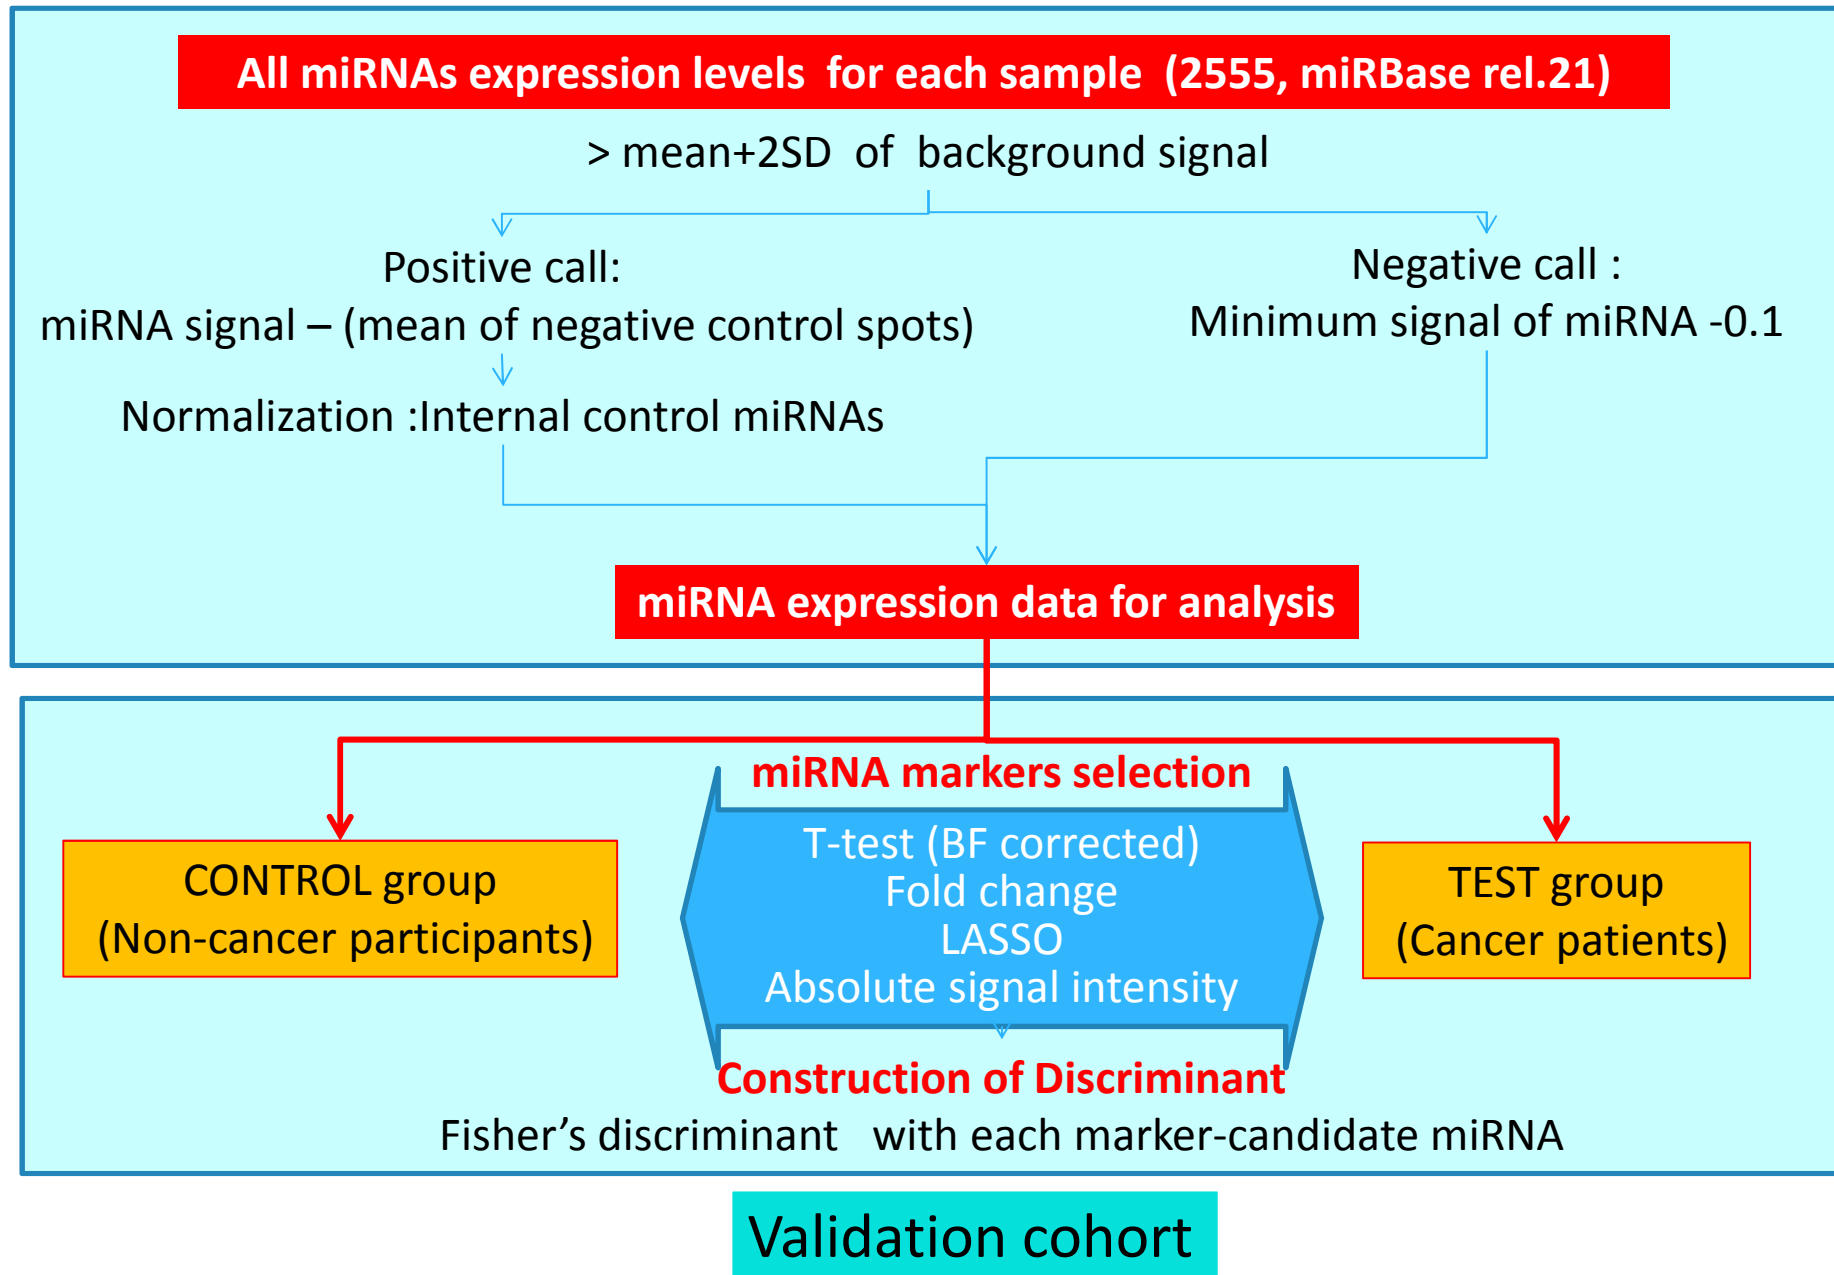 All miRNAs expression levels for each sample (2555, miRBase rel.21)
> mean+2SD of background signal
Positive call:
miRNA signal – (mean of negative control spots)
Negative call :
Minimum signal of miRNA -0.1
Normalization :Internal control miRNAs
miRNA expression data for analysis
miRNA markers selection
CONTROL group
(Non-cancer participants)
T-test (BF corrected)
Fold change
LASSO
Absolute signal intensity
TEST group
(Cancer patients)
Construction of Discriminant
Fisher’s discriminant with each marker-candidate miRNA
Validation cohort